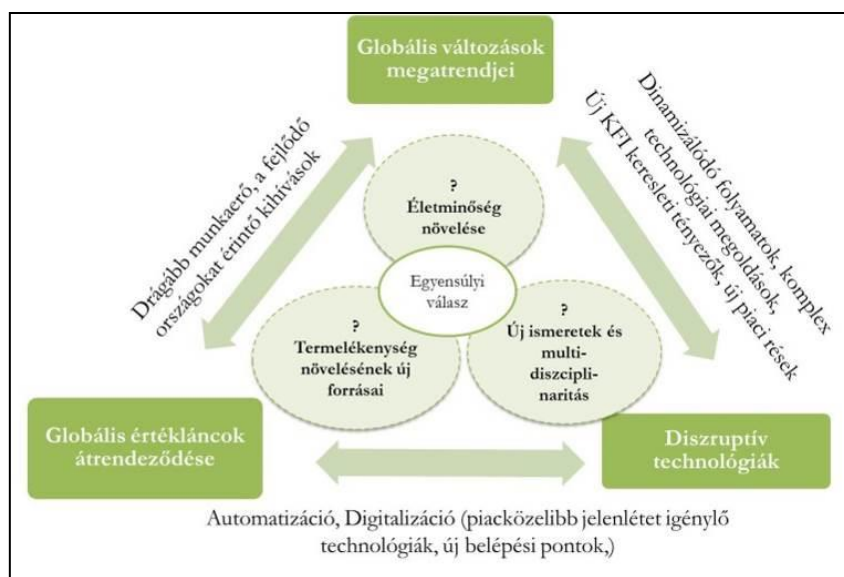 Globális változások
megatrendjei
Drágább munkaerő, a fejlődő
országokat érintő kihívások
Dinamizálódó folyamatok, komplex
technológiai megoldások,
Új KFI keresleti tényezők, új piaci rések
?
Életminőség
növelése
Egyensúlyi
válasz
?
Termelékenység
növelésének új
forrásai
?
Új ismeretek és
multi-
diszcipli-
naritás
Globális értékláncok
átrendeződése
Diszruptív
technológiák
Automatizáció, Digitalizáció (piacközelibb jelenlétet igénylő
technológiák, új belépési pontok,)